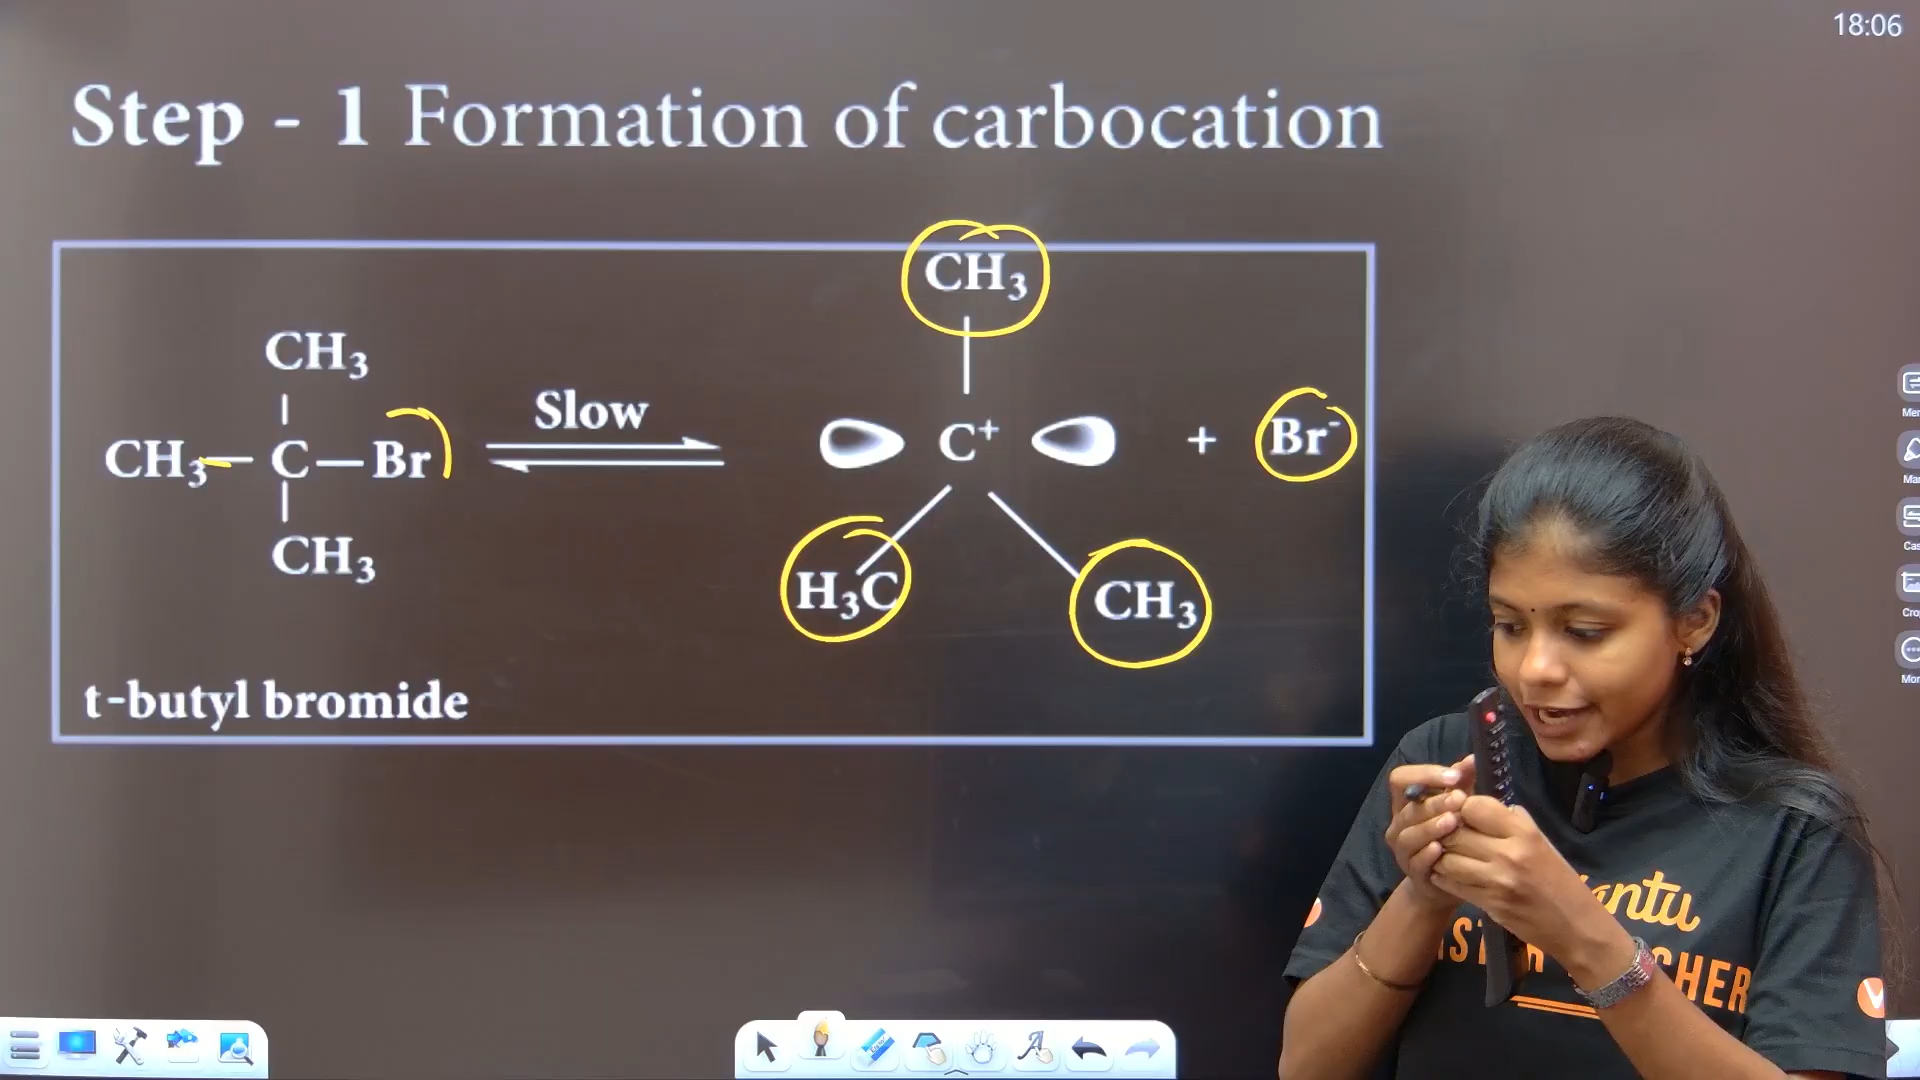 18:06
Step - 1 Formation of carbocation
CH₃
CH₃
Slow
CH₃ — C — Br
C⁺ + Br⁻
CH₃
H₃C
CH₃
t-butyl bromide